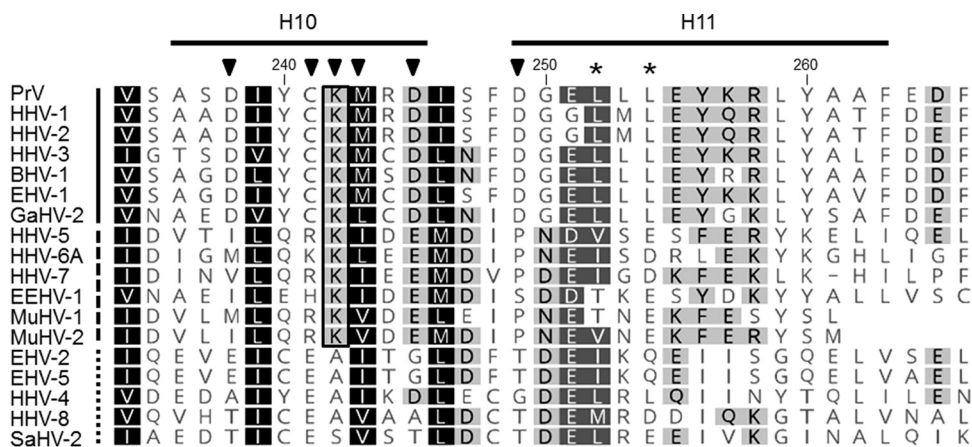 H10 H11
240 250 * * 260
PrV V S A S D I Y C K M R D I S F D G E L L L E Y K R L Y A A F E D F
HHV-1 V S A A D I Y C K M R D I S F D G G L M L E Y Q R L Y A T F D E F
HHV-2 V S A A D I Y C K M R D I S F D G G L M L E Y Q R L Y A T F D E F
HHV-3 I G T S D V Y C K M C D L N F D G E L L L E Y K R L Y A L F D D F
BHV-1 V S A G D L Y C K M S D L N F D G E L L L E Y R R L Y A A F D D F
EHV-1 V S A G D I Y C K M C D L S F D G E L L L E Y K K L Y A V F D D F
GaHV-2 V N A E D V Y C K L C D L N I D G E L L L E Y G K L Y S A F D E F
HHV-5 I D V T I L Q R K I D E M D I P N D V S E S F E R Y K E L I Q E L
HHV-6A I D I G M L Q K K L E E M D I P N E I S D R L E K Y K G H L I G F
HHV-7 I D I N V L Q R K I E E M D V P N E I G D K F E K L K - H I L P F
EEHV-1 V N A E I L E H K I D E M D I S D D T K E S Y D K Y Y A L L V S C
MuHV-1 I D V L M L Q R K V D E L E I P N E T N E K F E S Y S L
MuHV-2 I D V L I L Q R K V D E M D I P N E V N E K F E R Y S M
EHV-2 I Q E V E I C E A I T G L D F T D E I K Q E I I S G Q E L V S E L
EHV-5 I Q E V E I C E A I T G L D F T D E I K Q E I I S G Q E L V A E L
HHV-4 V D E D A I Y E A I K D L E C G D E L R L Q I I N Y T Q L I L E N
HHV-8 V Q V H T I C E A V A A L D C T D E M R D D I Q K G T A L V N A L
SaHV-2 I A E D T I C E S V S T L D C T D E L R E E I V K G I N A L Q I K